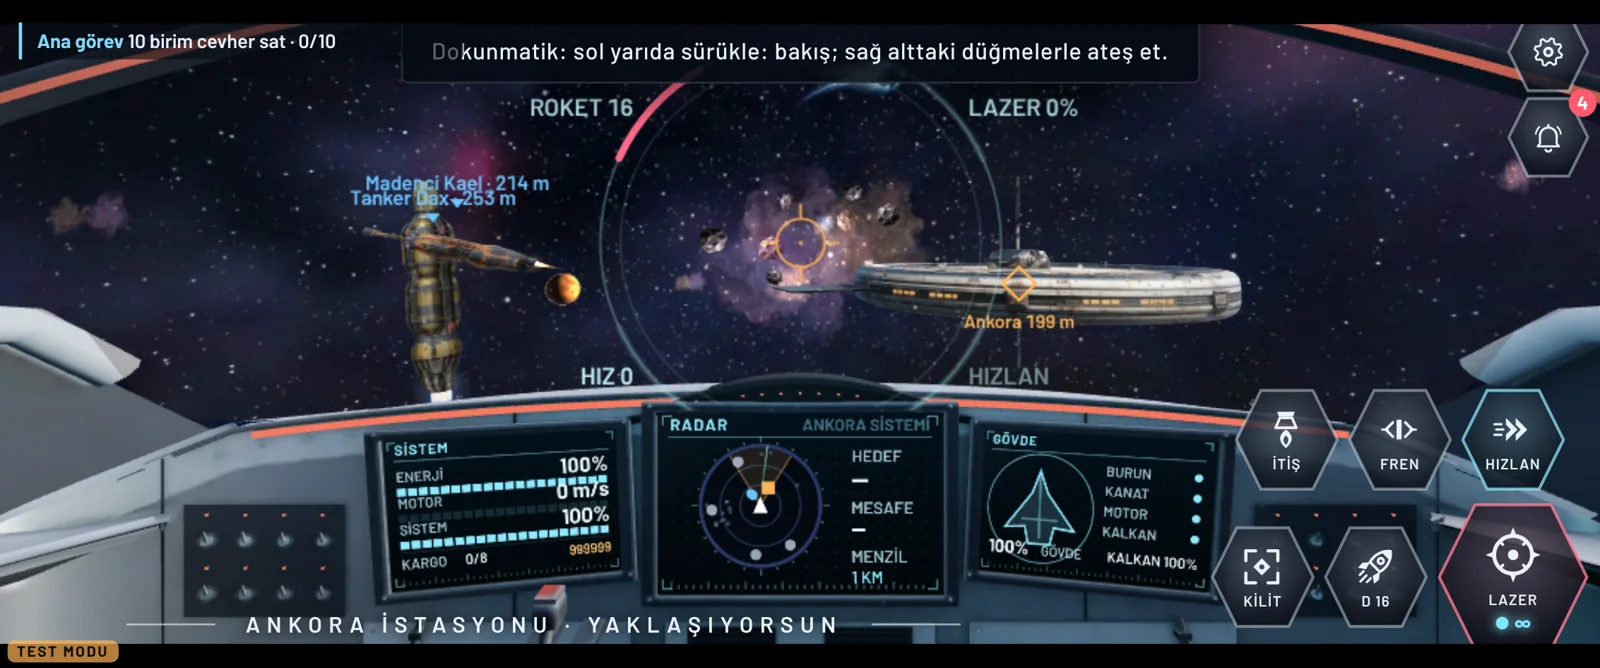 Ana görev 10 birim cevher sat · 0/10
Dokunmatik: sol yarıda sürükle: bakış; sağ alttaki düğmelerle ateş et.
4
ROKET 16
LAZER 0%
Madenci Kael · 214 m
Tanker Dax · 253 m
Ankora 199 m
HIZ 0
HIZLAN
SİSTEM
ENERJİ 100%
MOTOR 0 m/s
SİSTEM 100%
KARGO 0/8 999999
RADAR ANKORA SİSTEMİ
HEDEF
—
MESAFE
—
MENZİL
1 KM
GÖVDE
BURUN
KANAT
MOTOR
KALKAN
100% GÖVDE
KALKAN 100%
İTİŞ
FREN
HIZLAN
KİLİT
D 16
LAZER
∞
ANKORA İSTASYONU · YAKLAŞIYORSUN
TEST MODU